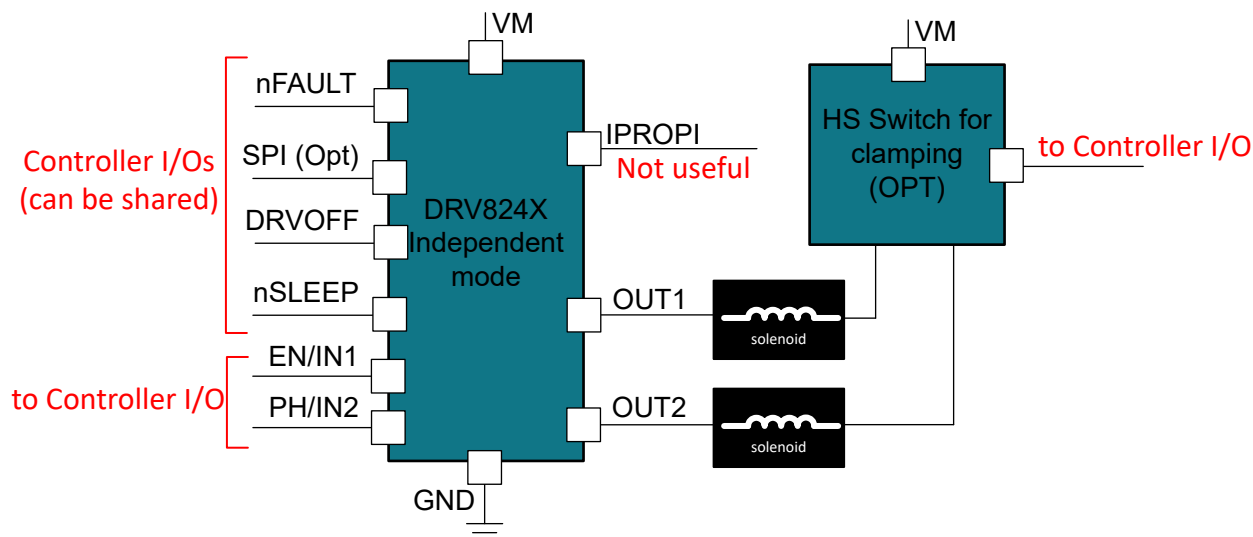 VM
nFAULT
SPI (Opt)
DRVOFF
nSLEEP
EN/IN1
PH/IN2
Controller I/Os
(can be shared)
to Controller I/O
DRV824X
Independent
mode
GND
IPROPI
Not useful
OUT1
OUT2
solenoid
solenoid
VM
HS Switch for
clamping
(OPT)
to Controller I/O